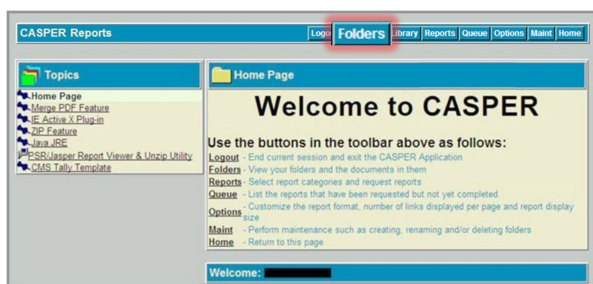 CASPER Reports
Logo Folders Library Reports Queue Options Maint Home
Topics
Home Page
Merge PDF Feature
IE Active X Plug-in
ZIP Feature
Java JRE
PSR/Jasper Report Viewer & Unzip Utility
CMS Tally Template
Home Page
Welcome to CASPER
Use the buttons in the toolbar above as follows:
Logout - End current session and exit the CASPER Application
Folders - View your folders and the documents in them
Reports - Select report categories and request reports
Queue - List the reports that have been requested but not yet completed
Options - Customize the report format, number of links displayed per page and report display
size
Maint - Perform maintenance such as creating, renaming and/or deleting folders
Home - Return to this page
Welcome: